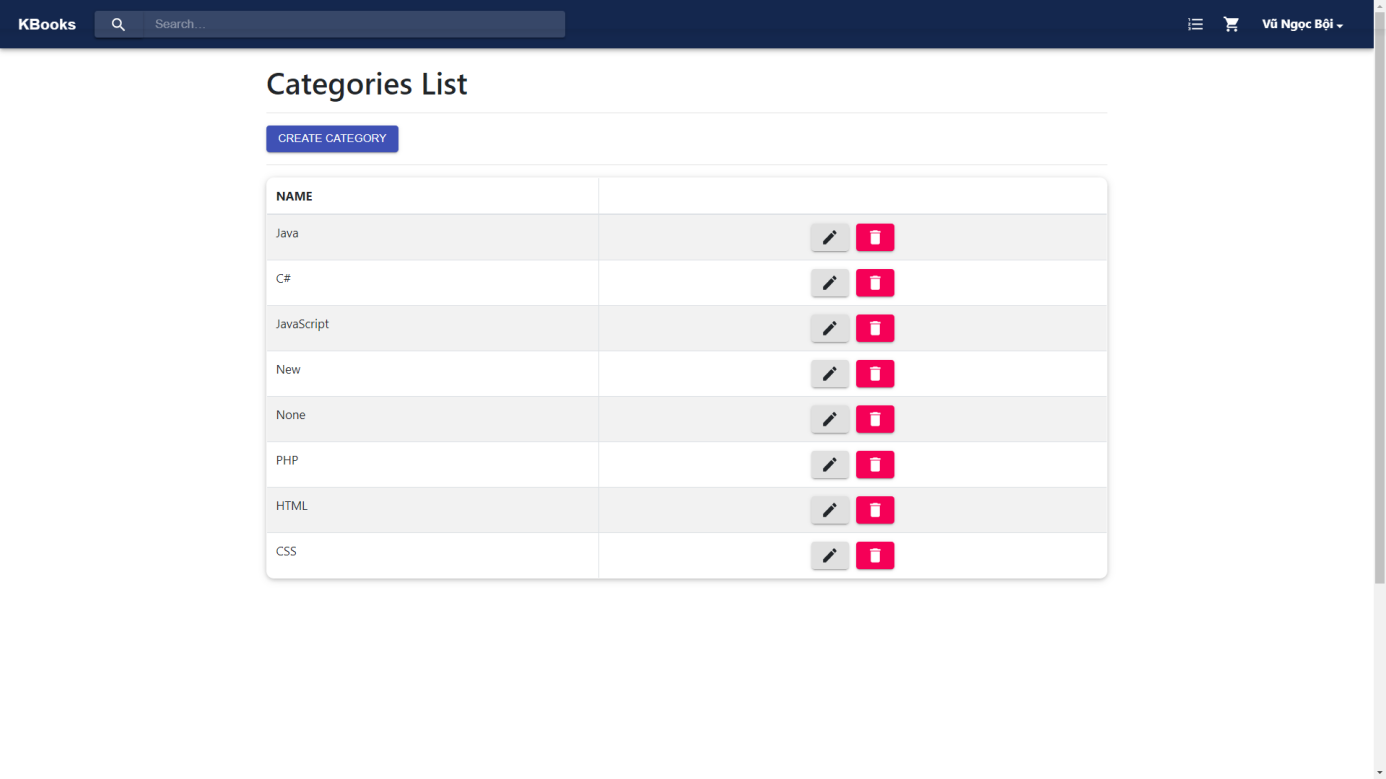 KBooks
Search...
Vũ Ngọc Bội
Categories List
CREATE CATEGORY
NAME
Java
C#
JavaScript
New
None
PHP
HTML
CSS